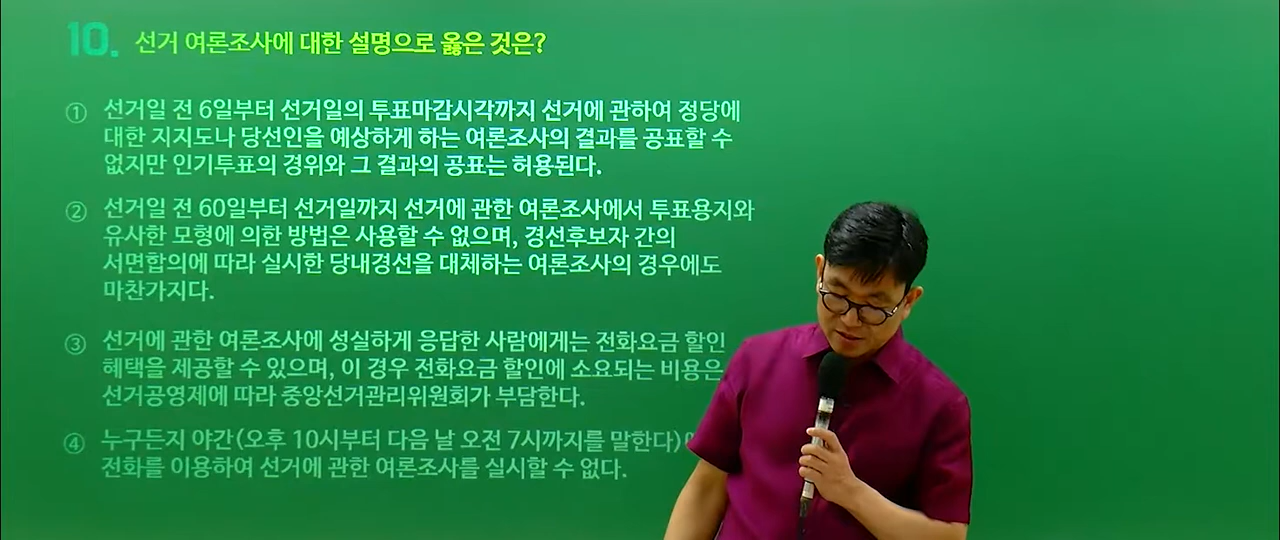 10. 선거 여론조사에 대한 설명으로 옳은 것은?
① 선거일 전 6일부터 선거일의 투표마감시각까지 선거에 관하여 정당에
대한 지지도나 당선인을 예상하게 하는 여론조사의 결과를 공표할 수
없지만 인기투표의 경위와 그 결과의 공표는 허용된다.
② 선거일 전 60일부터 선거일까지 선거에 관한 여론조사에서 투표용지와
유사한 모형에 의한 방법은 사용할 수 없으며, 경선후보자 간의
서면합의에 따라 실시한 당내경선을 대체하는 여론조사의 경우에도
마찬가지다.
③ 선거에 관한 여론조사에 성실하게 응답한 사람에게는 전화요금 할인
혜택을 제공할 수 있으며, 이 경우 전화요금 할인에 소요되는 비용은
선거공영제에 따라 중앙선거관리위원회가 부담한다.
④ 누구든지 야간(오후 10시부터 다음 날 오전 7시까지를 말한다)
전화를 이용하여 선거에 관한 여론조사를 실시할 수 없다.